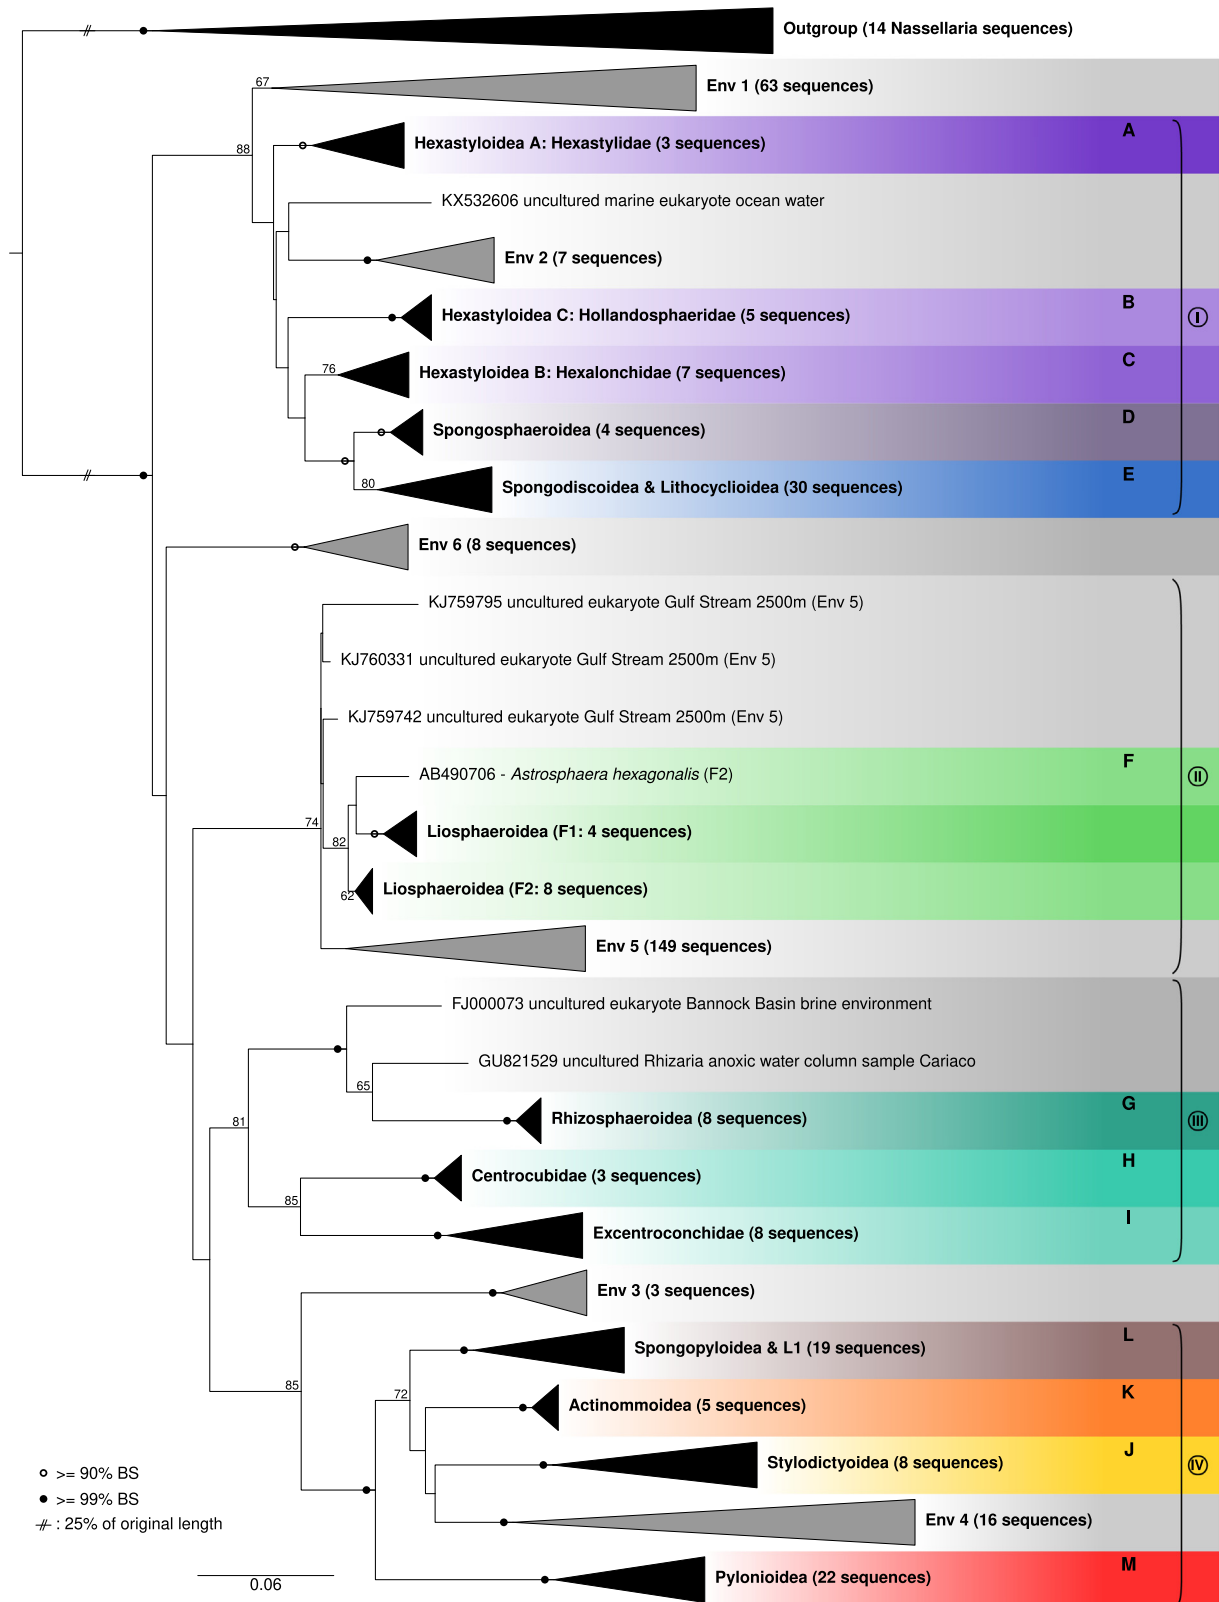 Outgroup (14 Nassellaria sequences)
67
Env 1 (63 sequences)
A
88
Hexastyloidea A: Hexastylidae (3 sequences)
KX532606 uncultured marine eukaryote ocean water
Env 2 (7 sequences)
B
Hexastyloidea C: Hollandosphaeridae (5 sequences)
I
C
76
Hexastyloidea B: Hexalonchidae (7 sequences)
D
Spongosphaeroidea (4 sequences)
E
80
Spongodiscoidea & Lithocyclioidea (30 sequences)
Env 6 (8 sequences)
KJ759795 uncultured eukaryote Gulf Stream 2500m (Env 5)
KJ760331 uncultured eukaryote Gulf Stream 2500m (Env 5)
KJ759742 uncultured eukaryote Gulf Stream 2500m (Env 5)
F
AB490706 - Astrosphaera hexagonalis (F2)
II
74
Liosphaeroidea (F1: 4 sequences)
82
Liosphaeroidea (F2: 8 sequences)
62
Env 5 (149 sequences)
FJ000073 uncultured eukaryote Bannock Basin brine environment
GU821529 uncultured Rhizaria anoxic water column sample Cariaco
65
G
81
Rhizosphaeroidea (8 sequences)
III
H
Centrocubidae (3 sequences)
85
I
Excentroconchidae (8 sequences)
Env 3 (3 sequences)
L
Spongopyloidea & L1 (19 sequences)
85
72
K
Actinommoidea (5 sequences)
J
Stylodictyoidea (8 sequences)
IV
>= 90% BS
>= 99% BS
: 25% of original length
Env 4 (16 sequences)
M
Pylonioidea (22 sequences)
0.06